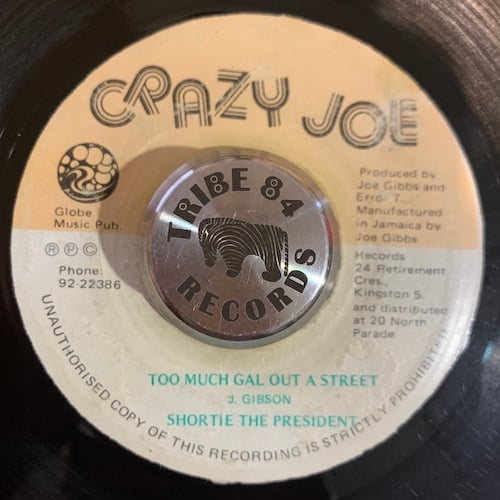 CRAZY JOE
Globe
Music Pub.
R P C
Phone:
92-22386
Produced by
Joe Gibbs and
Errol T...
Manufactured
in Jamaica by
Joe Gibbs
Records
24 Retirement
Cres.,
Kingston 5.
and distributed
at 20 North
Parade
TRIBE 84
RECORDS
TOO MUCH GAL OUT A STREET
J. GIBSON
SHORTIE THE PRESIDENT
UNAUTHORISED COPY OF THIS RECORDING IS STRICTLY PROHIBITED